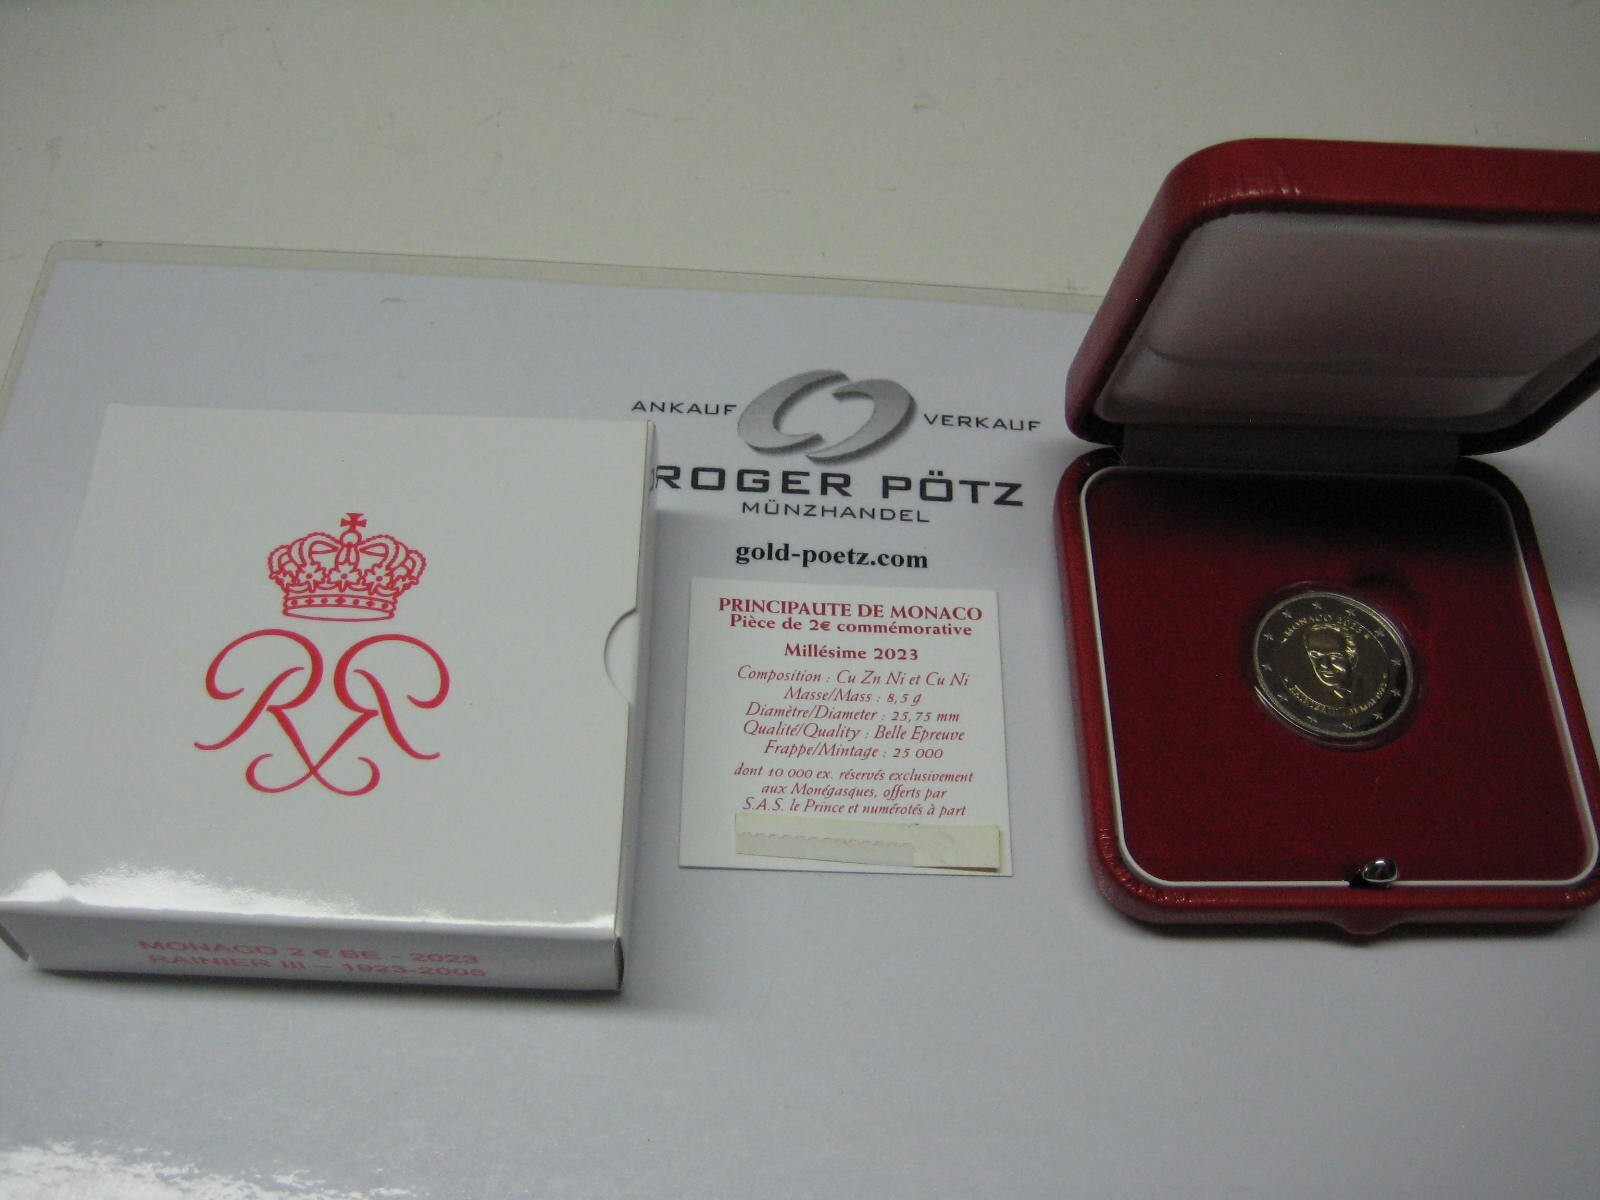 ANKAUF VERKAUF
ROGER PÖTZ
MÜNZHANDEL
gold-poetz.com
PRINCIPAUTE DE MONACO
Pièce de 2€ commémorative
Millésime 2023
Composition : Cu Zn Ni et Cu Ni
Masse/Mass : 8,5 g
Diamètre/Diameter : 25,75 mm
Qualité/Quality : Belle Epreuve
Frappe/Mintage : 25 000
dont 10 000 ex. réservés exclusivement
aux Monégasques, offerts par
S.A.S. le Prince et numérotés à part
MONACO 2 € BE - 2023
RAINIER III – 1923-2005
MONACO 2023